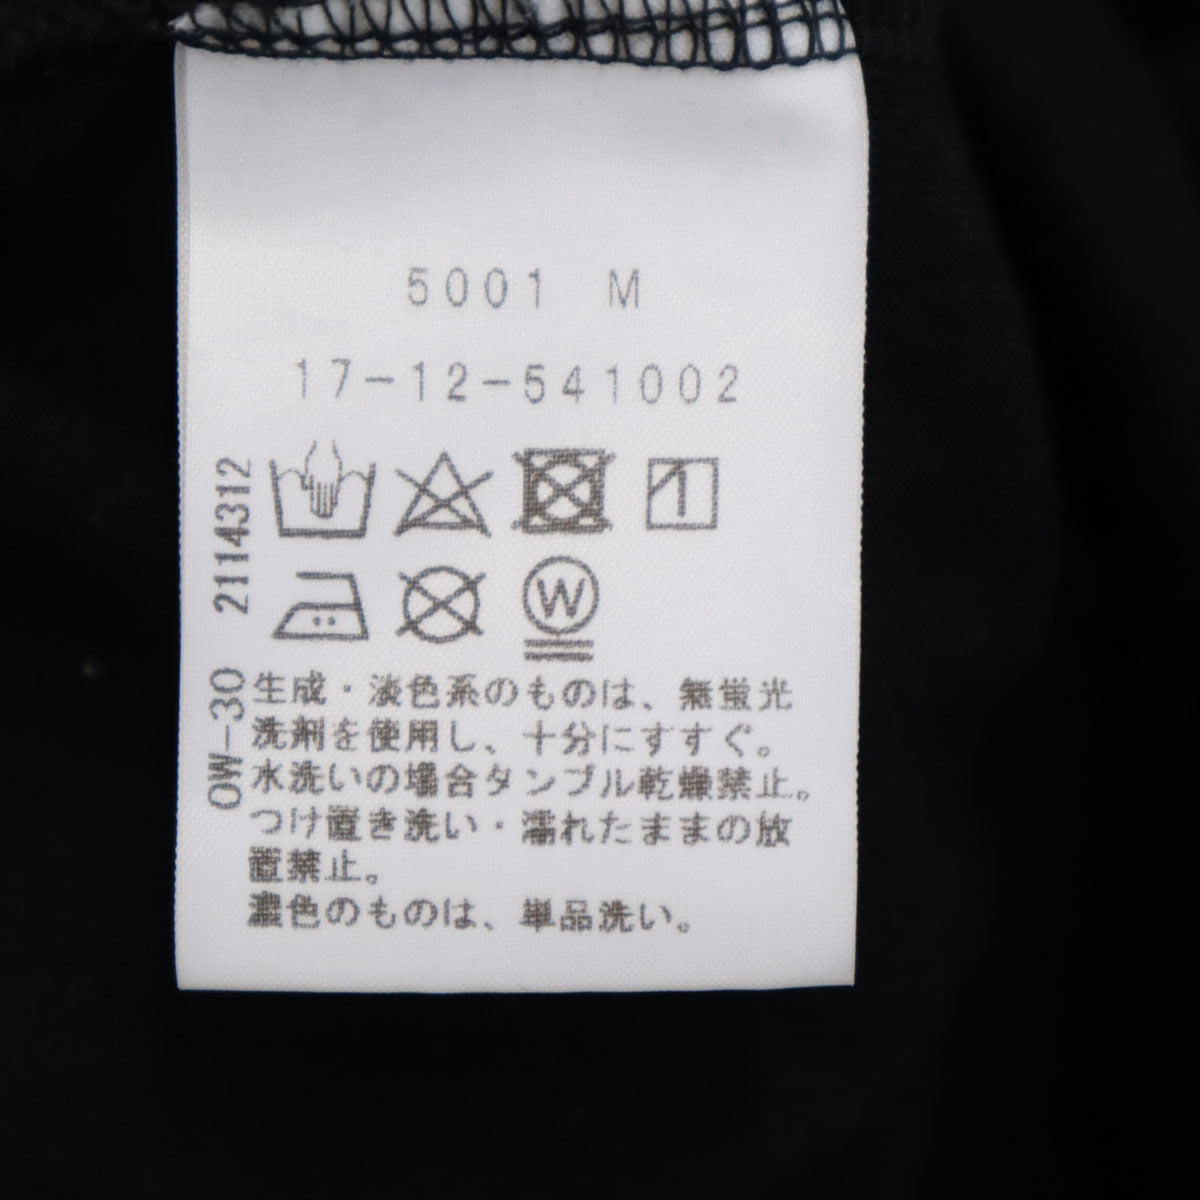 5001 M
17-12-541002
W
生成・淡色系のものは、無蛍光
洗剤を使用し、十分にすすぐ。
水洗いの場合タンブル乾燥禁止。
つけ置き洗い・濡れたままの放
置禁止。
濃色のものは、単品洗い。
OW-30 2114312